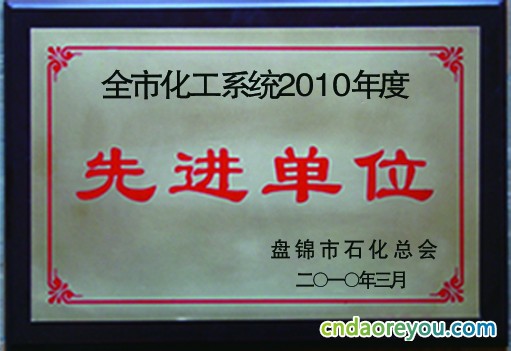 全市化工系统2010年度
先进单位
盘锦市石化总会
二〇一〇年三月
cndaoreyou.com